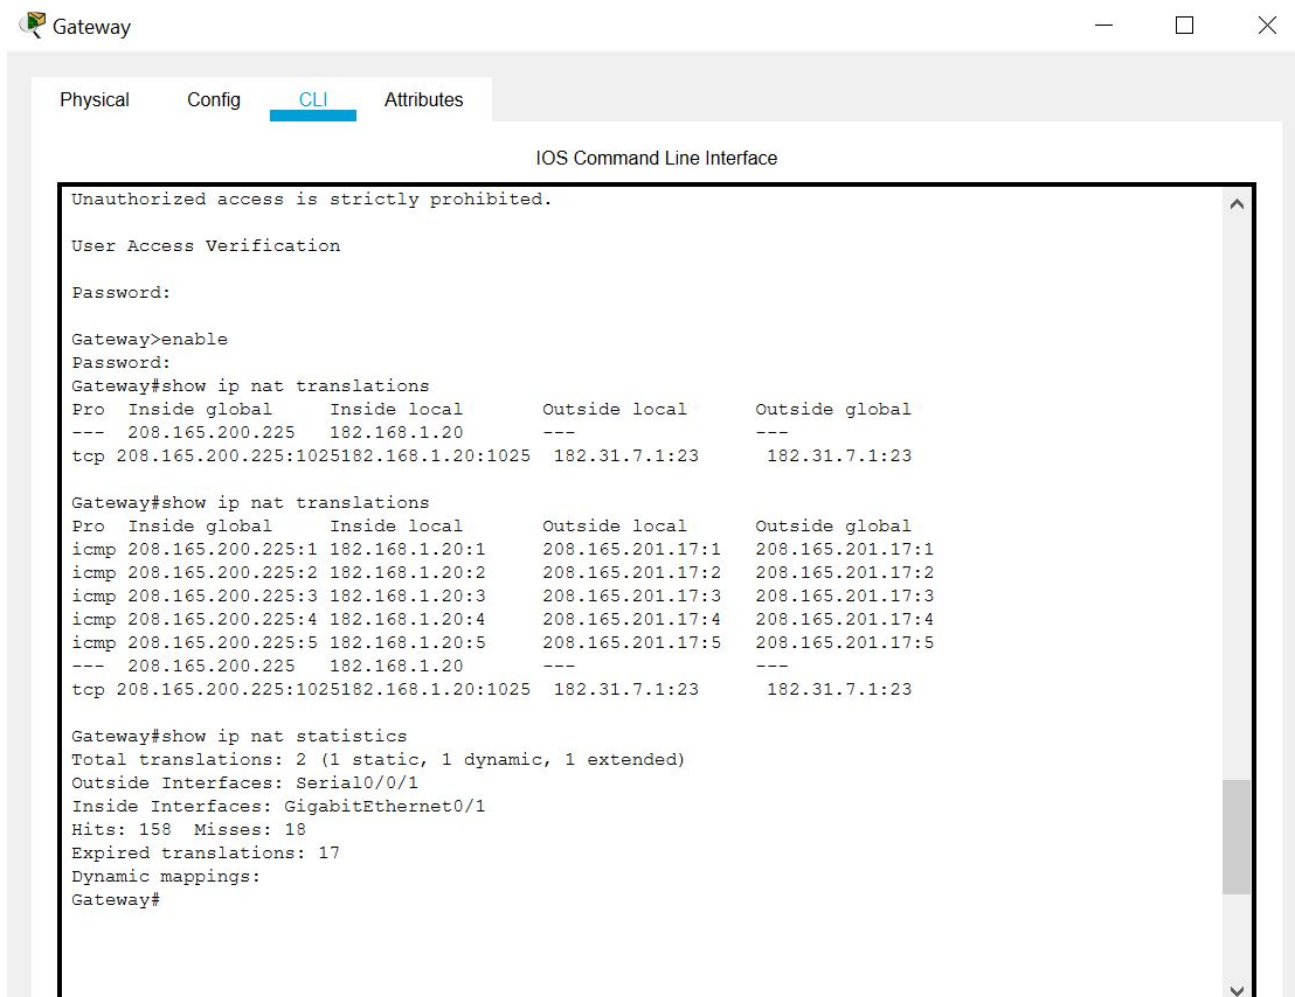 Gateway
Physical Config CLI Attributes
IOS Command Line Interface
Unauthorized access is strictly prohibited.
User Access Verification
Password:
Gateway>enable
Password:
Gateway#show ip nat translations
Pro  Inside global     Inside local       Outside local      Outside global
---  208.165.200.225   182.168.1.20       ---                ---
tcp 208.165.200.225:1025182.168.1.20:1025  182.31.7.1:23      182.31.7.1:23
Gateway#show ip nat translations
Pro  Inside global     Inside local       Outside local      Outside global
icmp 208.165.200.225:1 182.168.1.20:1     208.165.201.17:1   208.165.201.17:1
icmp 208.165.200.225:2 182.168.1.20:2     208.165.201.17:2   208.165.201.17:2
icmp 208.165.200.225:3 182.168.1.20:3     208.165.201.17:3   208.165.201.17:3
icmp 208.165.200.225:4 182.168.1.20:4     208.165.201.17:4   208.165.201.17:4
icmp 208.165.200.225:5 182.168.1.20:5     208.165.201.17:5   208.165.201.17:5
---  208.165.200.225   182.168.1.20       ---                ---
tcp 208.165.200.225:1025182.168.1.20:1025  182.31.7.1:23      182.31.7.1:23
Gateway#show ip nat statistics
Total translations: 2 (1 static, 1 dynamic, 1 extended)
Outside Interfaces: Serial0/0/1
Inside Interfaces: GigabitEthernet0/1
Hits: 158  Misses: 18
Expired translations: 17
Dynamic mappings:
Gateway#